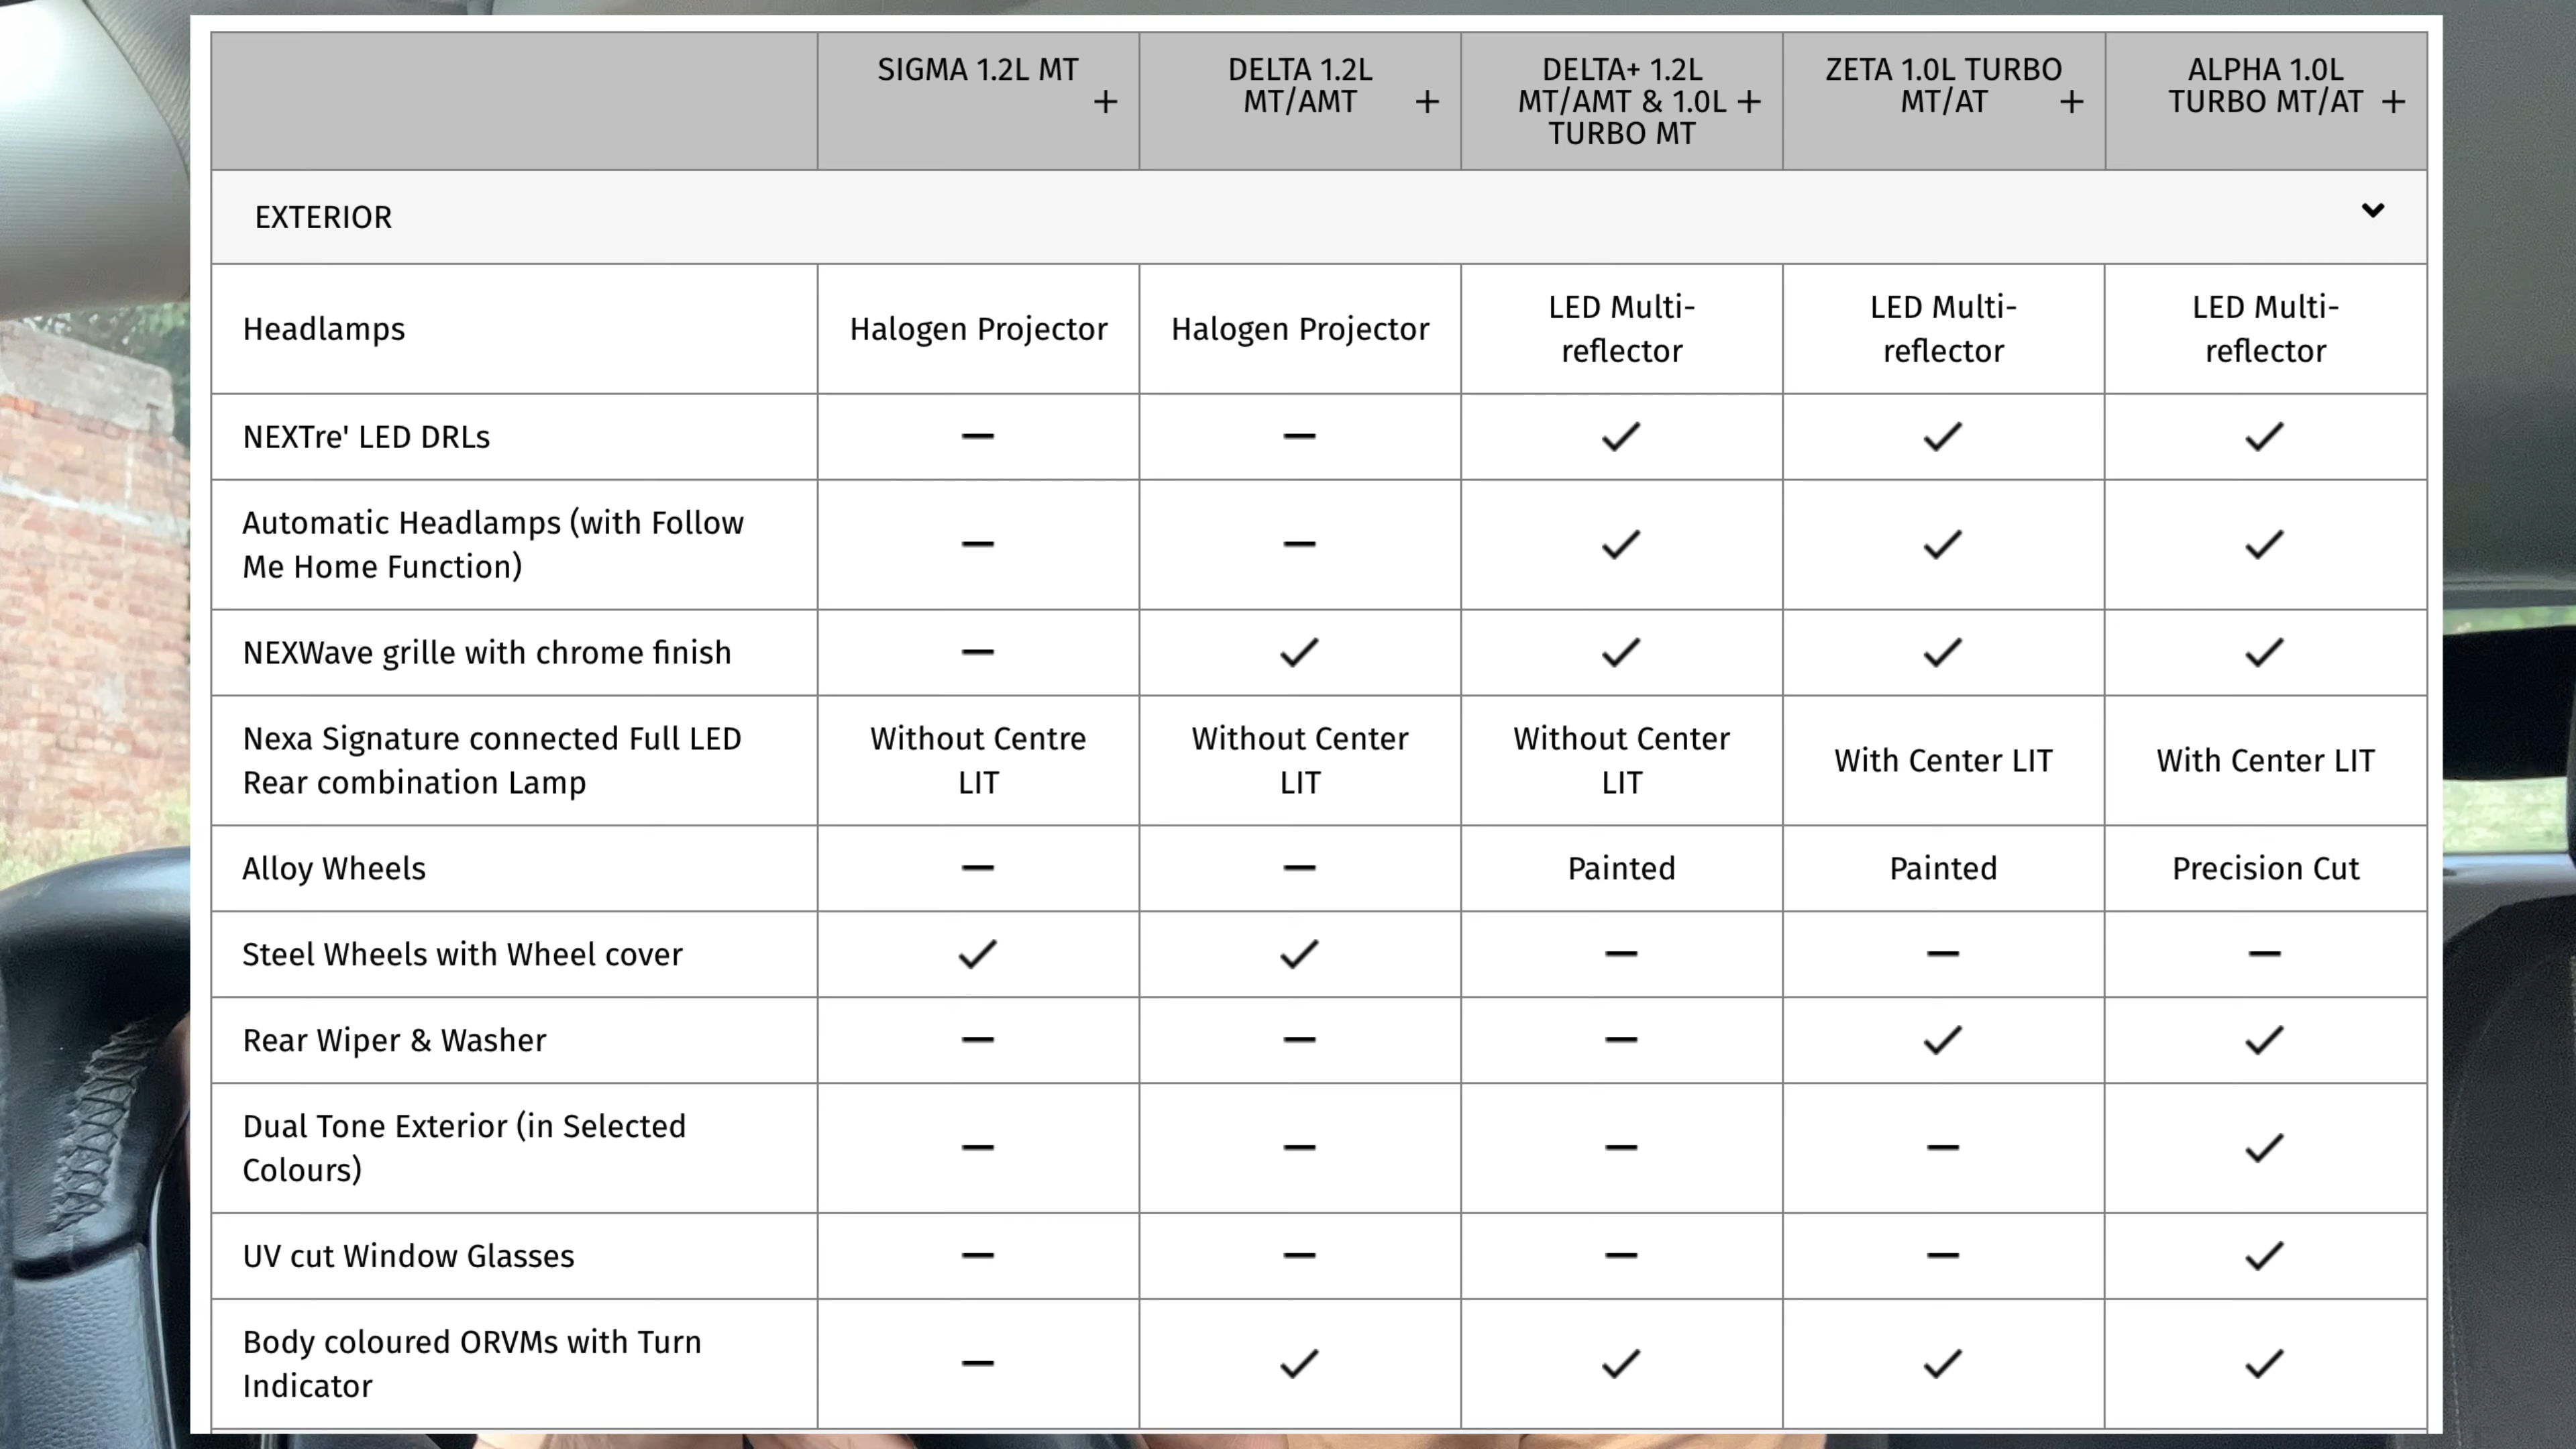 SIGMA 1.2L MT
+
DELTA 1.2L
MT/AMT +
DELTA+ 1.2L
MT/AMT & 1.0L +
TURBO MT
ZETA 1.0L TURBO
MT/AT +
ALPHA 1.0L
TURBO MT/AT +
EXTERIOR
Headlamps
Halogen Projector
Halogen Projector
LED Multi-
reflector
LED Multi-
reflector
LED Multi-
reflector
NEXTre' LED DRLs
— — ✓ ✓ ✓
Automatic Headlamps (with Follow
Me Home Function)
— — ✓ ✓ ✓
NEXWave grille with chrome finish
— ✓ ✓ ✓ ✓
Nexa Signature connected Full LED
Rear combination Lamp
Without Centre
LIT
Without Center
LIT
Without Center
LIT
With Center LIT
With Center LIT
Alloy Wheels
— — Painted Painted Precision Cut
Steel Wheels with Wheel cover
✓ ✓ — — —
Rear Wiper & Washer
— — — ✓ ✓
Dual Tone Exterior (in Selected
Colours)
— — — — ✓
UV cut Window Glasses
— — — — ✓
Body coloured ORVMs with Turn
Indicator
— ✓ ✓ ✓ ✓